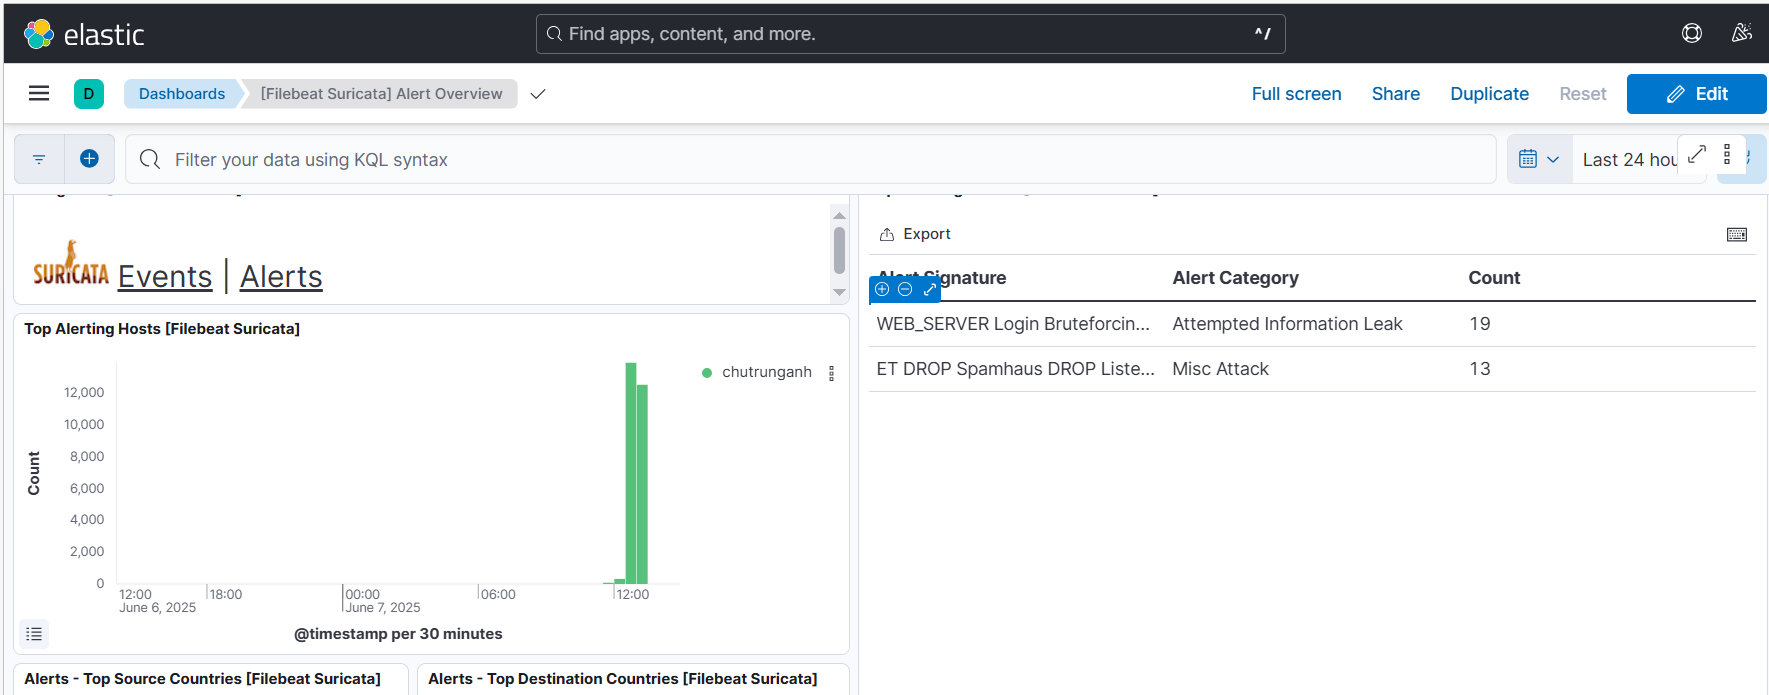 elastic
Find apps, content, and more.
^/
D
Dashboards
[Filebeat Suricata] Alert Overview
Full screen
Share
Duplicate
Reset
Edit
Filter your data using KQL syntax
Last 24 hou
SURICATA Events | Alerts
Top Alerting Hosts [Filebeat Suricata]
chutrunganh
12,000
10,000
8,000
6,000
4,000
2,000
0
Count
12:00
June 6, 2025
18:00
00:00
June 7, 2025
06:00
12:00
@timestamp per 30 minutes
Alerts - Top Source Countries [Filebeat Suricata]
Alerts - Top Destination Countries [Filebeat Suricata]
Export
Alert Signature Alert Category Count
WEB_SERVER Login Bruteforcin... Attempted Information Leak 19
ET DROP Spamhaus DROP Liste... Misc Attack 13